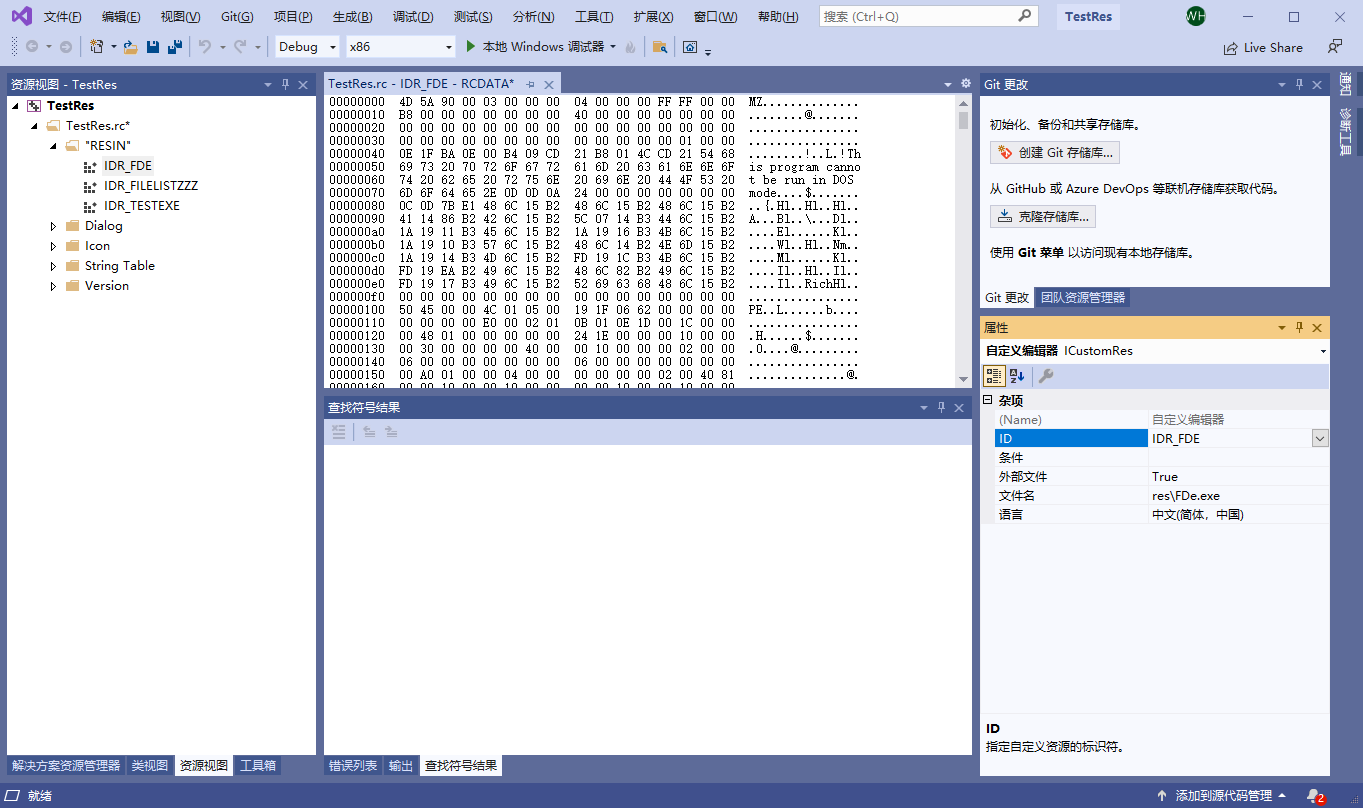 文件(F) 编辑(E) 视图(V) Git(G) 项目(P) 生成(B) 调试(D) 测试(S) 分析(N) 工具(T) 扩展(X) 窗口(W) 帮助(H) 搜索 (Ctrl+Q) TestRes WH
Debug x86 本地 Windows 调试器 Live Share
资源视图 - TestRes
TestRes
TestRes.rc*
"RESIN"
IDR_FDE
IDR_FILELISTZZZ
IDR_TESTEXE
Dialog
Icon
String Table
Version
解决方案资源管理器 类视图 资源视图 工具箱
TestRes.rc - IDR_FDE - RCDATA*
00000000 4D 5A 90 00 03 00 00 00 04 00 00 00 FF FF 00 00 MZ..............
00000010 B8 00 00 00 00 00 00 00 40 00 00 00 00 00 00 00 ........@.......
00000020 00 00 00 00 00 00 00 00 00 00 00 00 00 00 00 00 ................
00000030 00 00 00 00 00 00 00 00 00 00 00 00 00 01 00 00 ................
00000040 0E 1F BA 0E 00 B4 09 CD 21 B8 01 4C CD 21 54 68 ........!..L.!Th
00000050 69 73 20 70 72 6F 67 72 61 6D 20 63 61 6E 6E 6F is program canno
00000060 74 20 62 65 20 72 75 6E 20 69 6E 20 44 4F 53 20 t be run in DOS
00000070 6D 6F 64 65 2E 0D 0D 0A 24 00 00 00 00 00 00 00 mode....$.......
00000080 0C 0D 7B E1 48 6C 15 B2 48 6C 15 B2 48 6C 15 B2 ..{.Hl..Hl..Hl..
00000090 41 14 86 B2 42 6C 15 B2 5C 07 14 B3 44 6C 15 B2 A...Bl..\...Dl..
000000a0 1A 19 11 B3 45 6C 15 B2 1A 19 16 B3 4B 6C 15 B2 ....El......Kl..
000000b0 1A 19 10 B3 57 6C 15 B2 48 6C 14 B2 4E 6D 15 B2 ....Wl..Hl..Nm..
000000c0 1A 19 14 B3 4D 6C 15 B2 FD 19 1C B3 4B 6C 15 B2 ....Ml......Kl..
000000d0 FD 19 EA B2 49 6C 15 B2 48 6C 82 B2 49 6C 15 B2 ....Il..Hl..Il..
000000e0 FD 19 17 B3 49 6C 15 B2 52 69 63 68 48 6C 15 B2 ....Il..RichHl..
000000f0 00 00 00 00 00 00 00 00 00 00 00 00 00 00 00 00 ................
00000100 50 45 00 00 4C 01 05 00 19 1F 06 62 00 00 00 00 PE..L......b....
00000110 00 00 00 00 E0 00 02 01 0B 01 0E 1D 00 1C 00 00 ................
00000120 00 48 01 00 00 00 00 00 24 1E 00 00 00 10 00 00 .H......$.......
00000130 00 30 00 00 00 00 40 00 00 10 00 00 00 02 00 00 .0....@.........
00000140 06 00 00 00 00 00 00 00 06 00 00 00 00 00 00 00 ................
00000150 00 A0 01 00 00 04 00 00 00 00 00 00 02 00 40 81 ..............@.
00000160 00 00 10 00 00 10 00 00 00 00 10 00 00 10 00 00
查找符号结果
错误列表 输出 查找符号结果
Git 更改
初始化、备份和共享存储库。
创建 Git 存储库...
从 GitHub 或 Azure DevOps 等联机存储库获取代码。
克隆存储库...
使用 Git 菜单 以访问现有本地存储库。
Git 更改 团队资源管理器
属性
自定义编辑器 ICustomRes
杂项
(Name) 自定义编辑器
ID IDR_FDE
条件
外部文件 True
文件名 res\FDe.exe
语言 中文(简体，中国)
ID
指定自定义资源的标识符。
通知
诊断工具
就绪 添加到源代码管理 2